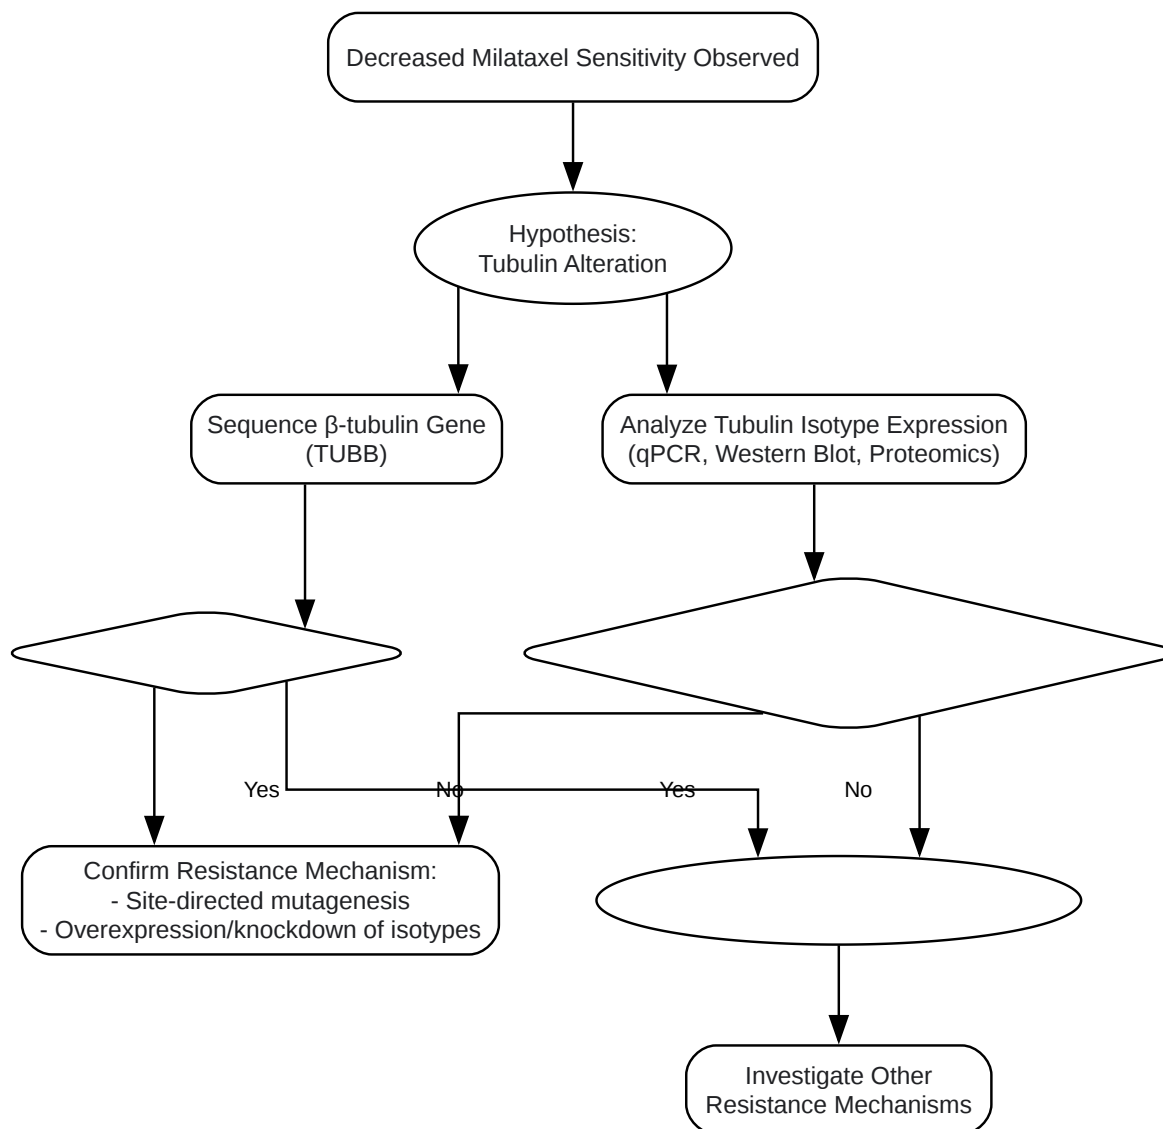 Decreased Milataxel Sensitivity Observed
Hypothesis:
Tubulin Alteration
Sequence β-tubulin Gene
(TUBB)
Analyze Tubulin Isotype Expression
(qPCR, Western Blot, Proteomics)
Yes
No
Yes
No
Confirm Resistance Mechanism:
- Site-directed mutagenesis
- Overexpression/knockdown of isotypes
Investigate Other
Resistance Mechanisms